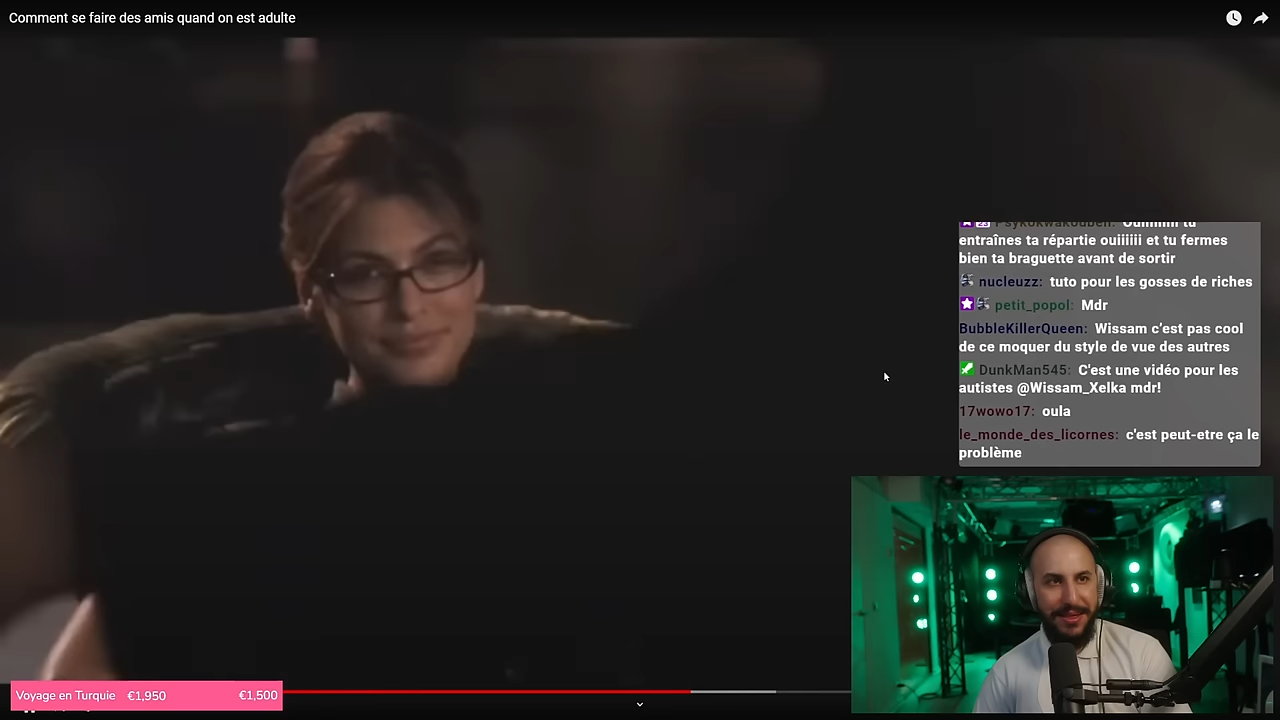 Comment se faire des amis quand on est adulte
entraînes ta répartie ouiiiiii et tu fermes
bien ta braguette avant de sortir
nucleuzz: tuto pour les gosses de riches
petit_popol: Mdr
BubbleKillerQueen: Wissam c'est pas cool
de ce moquer du style de vue des autres
DunkMan545: C'est une vidéo pour les
autistes @Wissam_Xelka mdr!
17wowo17: oula
le_monde_des_licornes: c'est peut-etre ça le
problème
Voyage en Turquie €1,950 €1,500